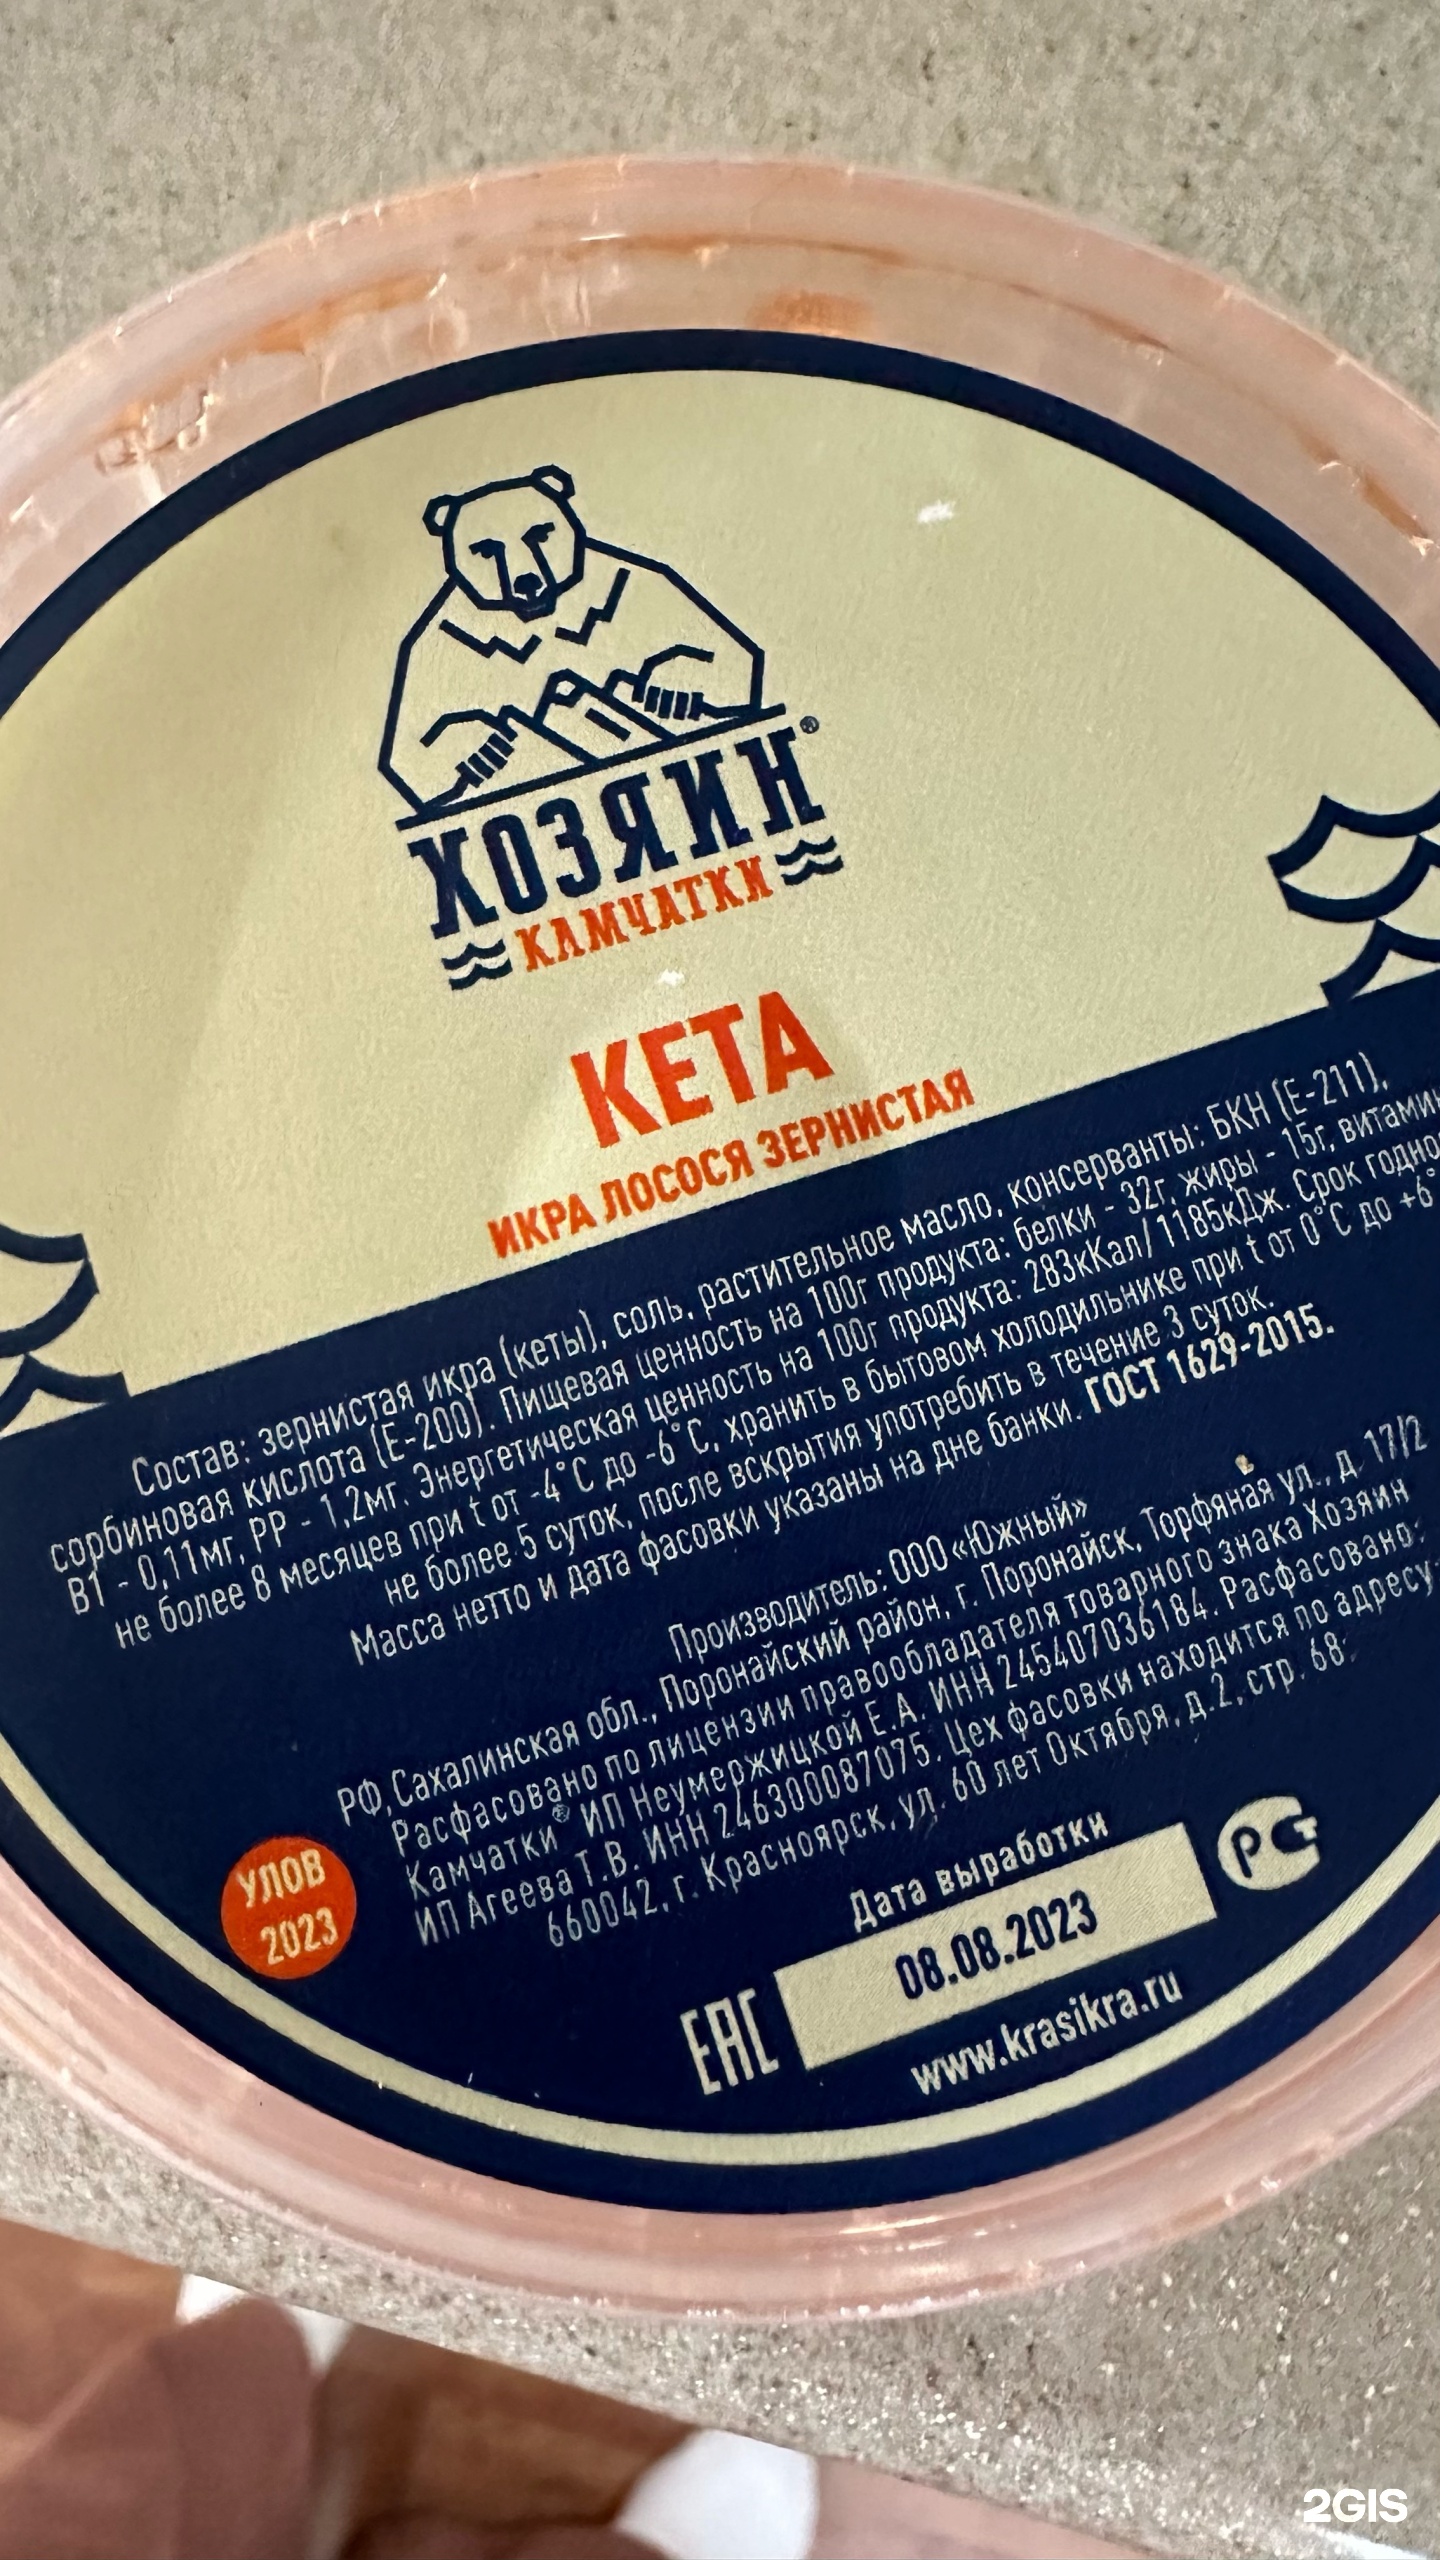 ХОЗЯИН®
КАМЧАТКИ
КЕТА
ИКРА ЛОСОСЯ ЗЕРНИСТАЯ
Состав: зернистая икра (кеты), соль, растительное масло, консерванты: БКН (Е-211),
сорбиновая кислота (Е-200). Пищевая ценность на 100г продукта: белки - 32г, жиры - 15г, витамин
В1 - 0,11мг, РР - 1,2мг. Энергетическая ценность на 100г продукта: 283кКал/1185кДж. Срок
не более 8 месяцев при t от -4°С до -6°С, хранить в бытовом холодильнике при t от 0°С до +6°
не более 5 суток, после вскрытия употребить в течение 3 суток.
Масса нетто и дата фасовки указаны на дне банки. ГОСТ 1629-2015.
Производитель: ООО «Южный»
РФ, Сахалинская обл., Поронайский район, г. Поронайск, Торфяная ул., д. 17/2
Расфасовано по лицензии правообладателя товарного знака Хозяин
Камчатки® ИП Неумержицкой Е.А. ИНН 245407036184. Расфасовано:
ИП Агеева Т.В. ИНН 246300087075. Цех фасовки находится по адресу:
660042, г. Красноярск, ул. 60 лет Октября, д.2, стр. 68.
УЛОВ
2023
Дата выработки
08.08.2023
ЕАС
РСТ
www.krasikra.ru
2GIS